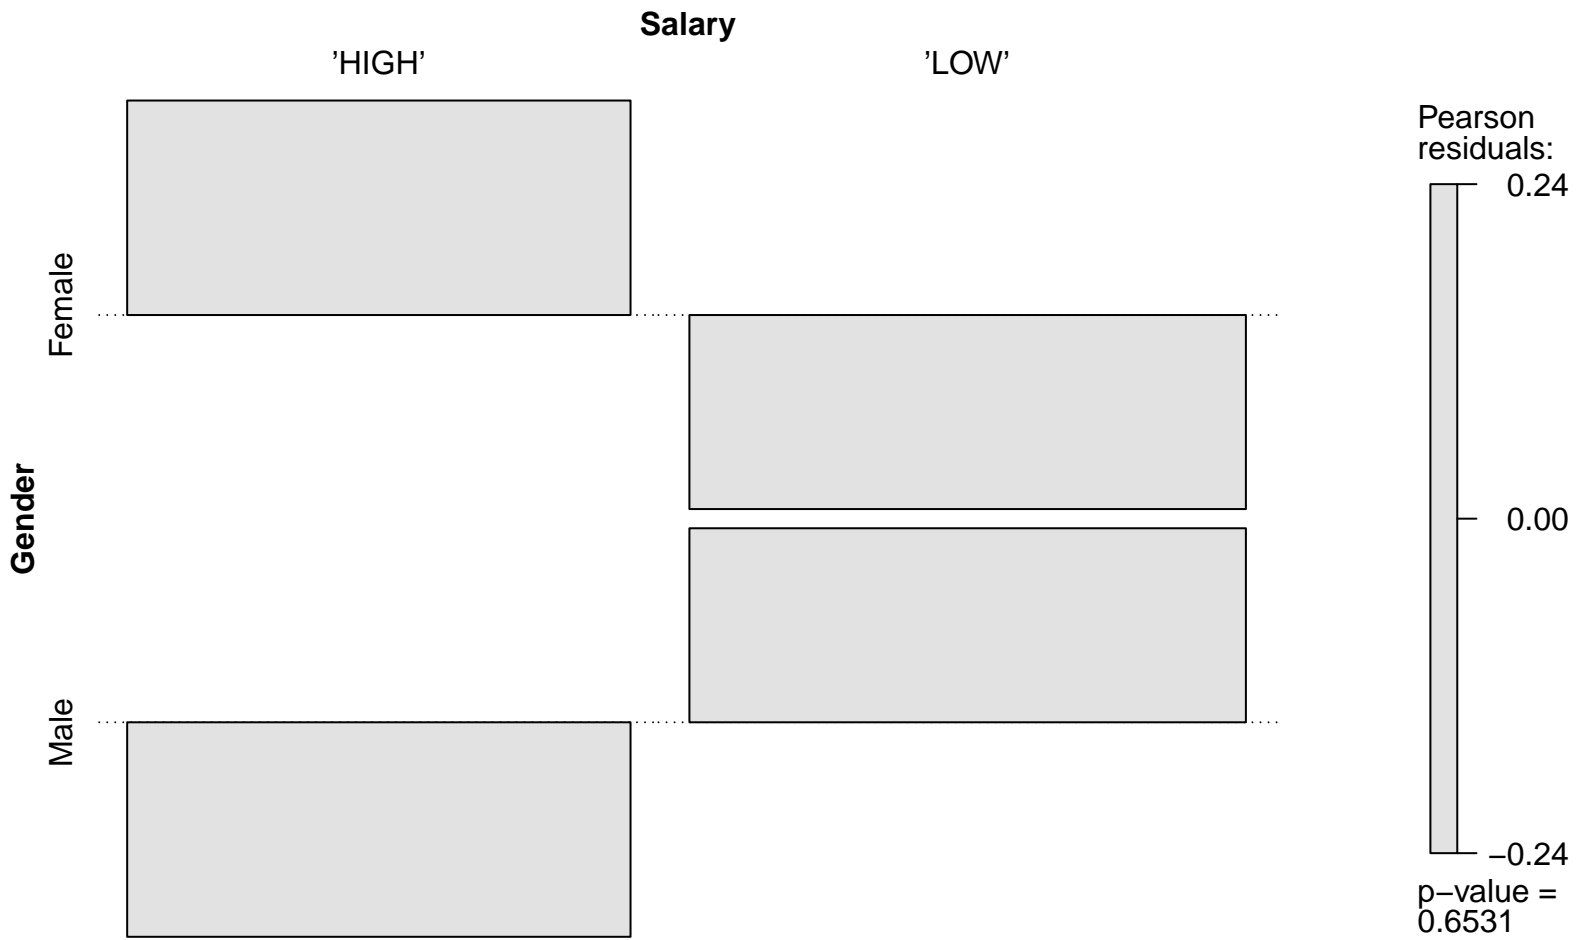 Salary
’HIGH’
’LOW’
Gender
Female
Male
Pearson
residuals:
0.24
0.00
−0.24
p−value =
0.6531